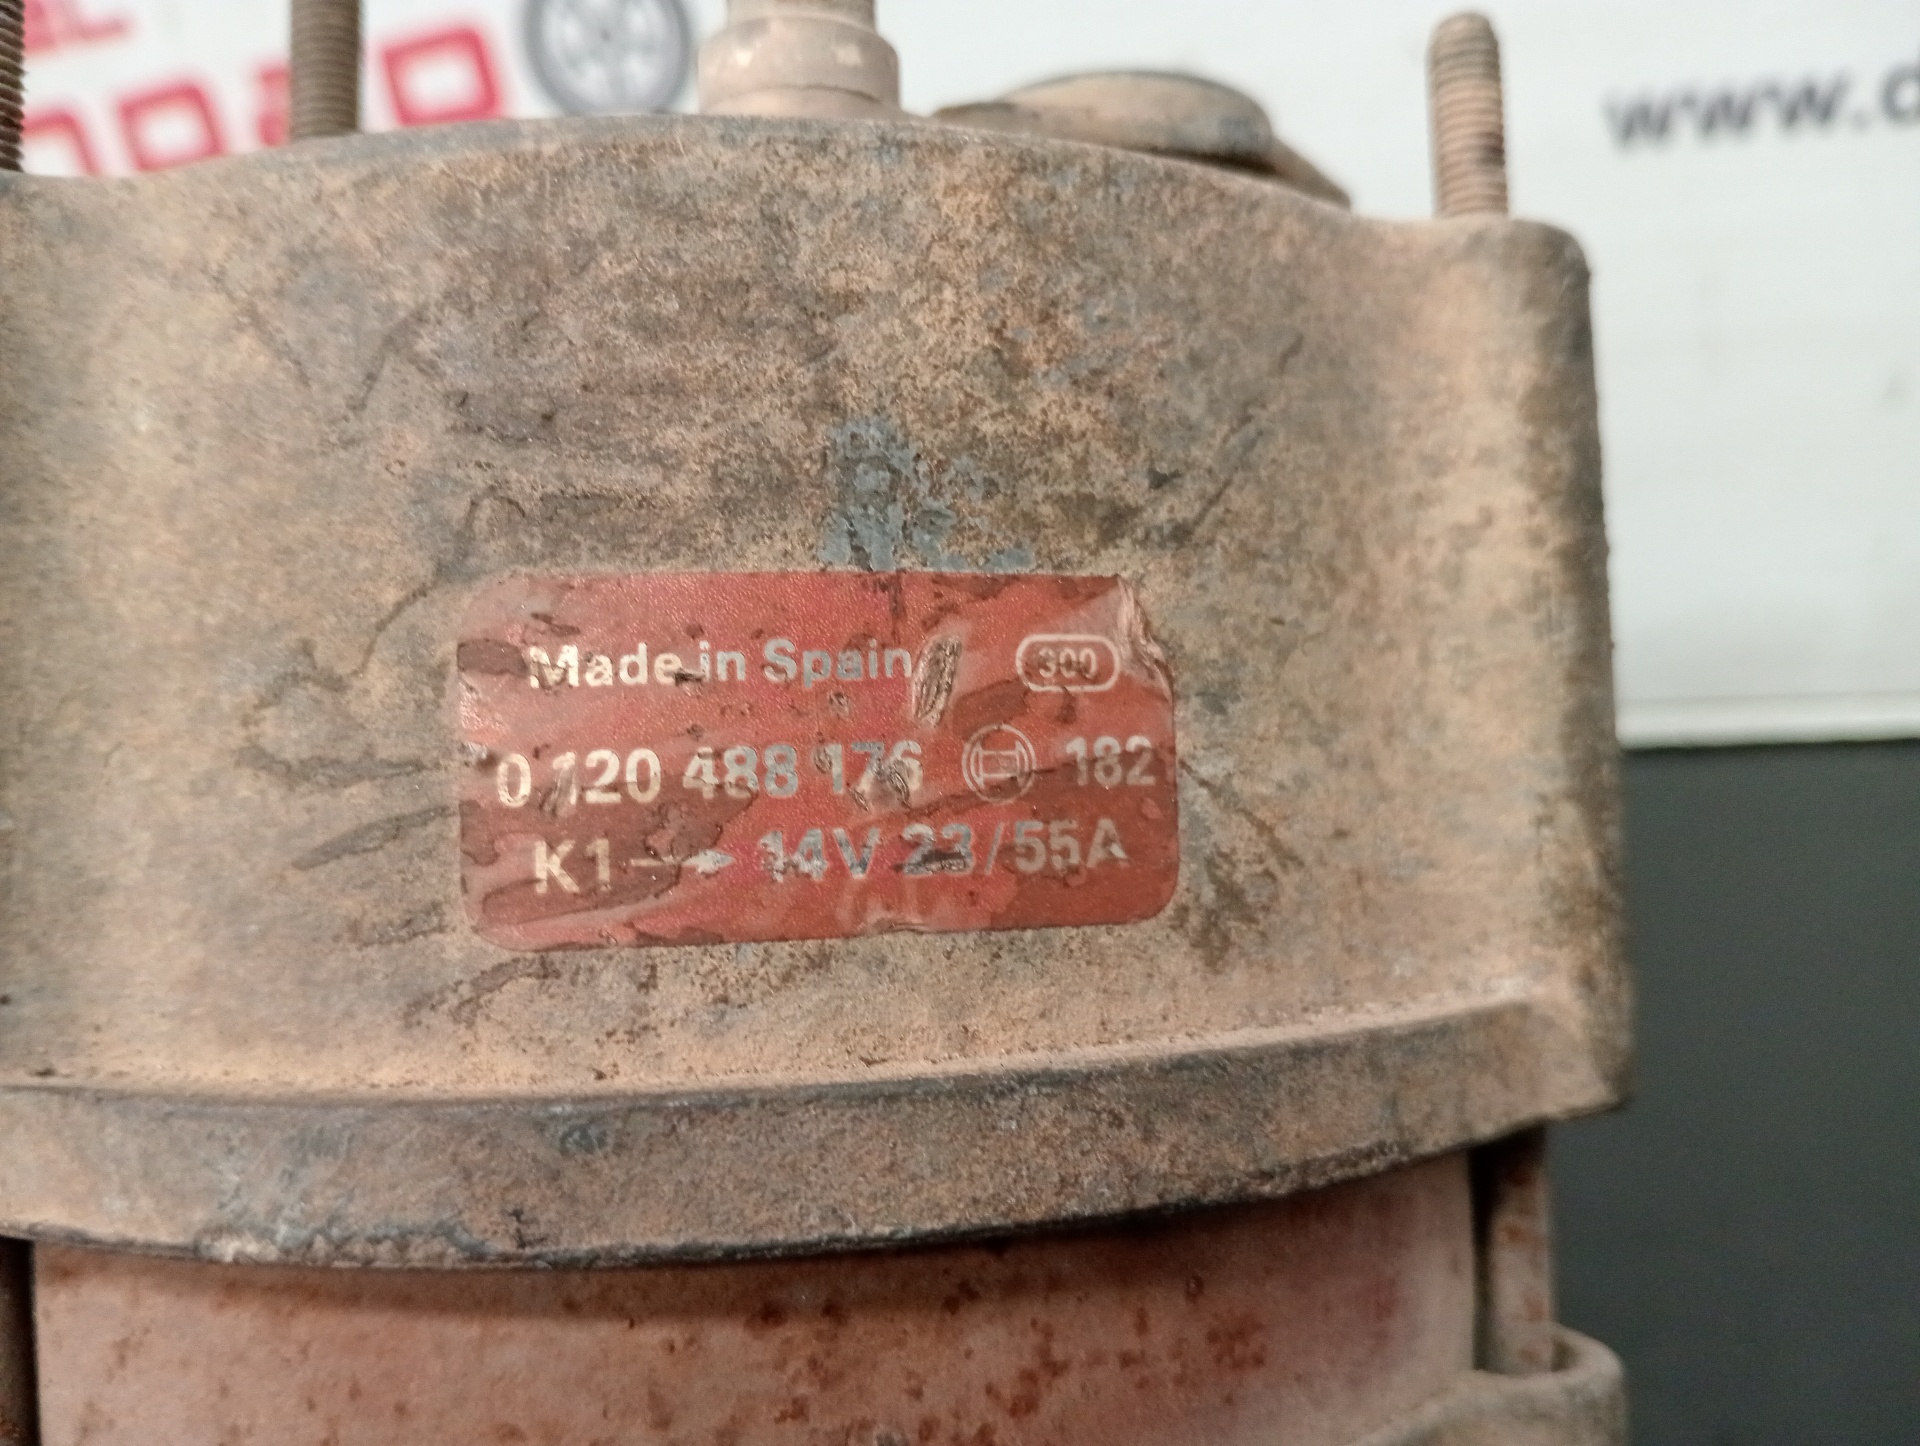 www.d
Made in Spain 300
0 120 488 176 182
K1 → 14V 23/55A